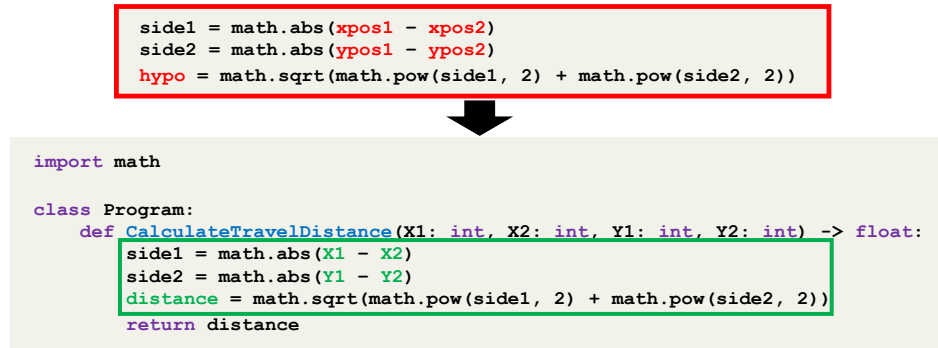 side1 = math.abs(xpos1 – xpos2)
side2 = math.abs(ypos1 – ypos2)
hypo = math.sqrt(math.pow(side1, 2) + math.pow(side2, 2))
import math
class Program:
def CalculateTravelDistance(X1: int, X2: int, Y1: int, Y2: int) -> float:
side1 = math.abs(X1 – X2)
side2 = math.abs(Y1 – Y2)
distance = math.sqrt(math.pow(side1, 2) + math.pow(side2, 2))
return distance